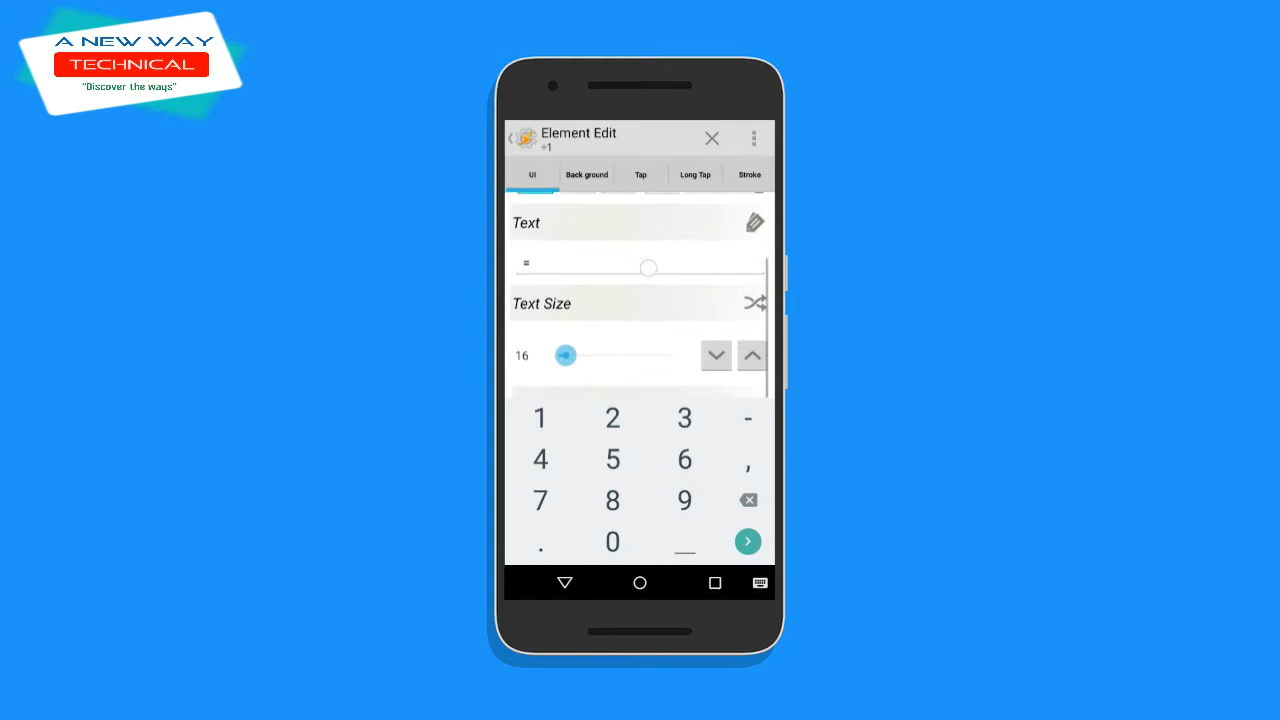 A NEW WAY
TECHNICAL
"Discover the ways"
Element Edit
÷1
UI
Back ground
Tap
Long Tap
Stroke
Text
=
Text Size
16
1 2 3 -
4 5 6 ,
7 8 9
. 0 _